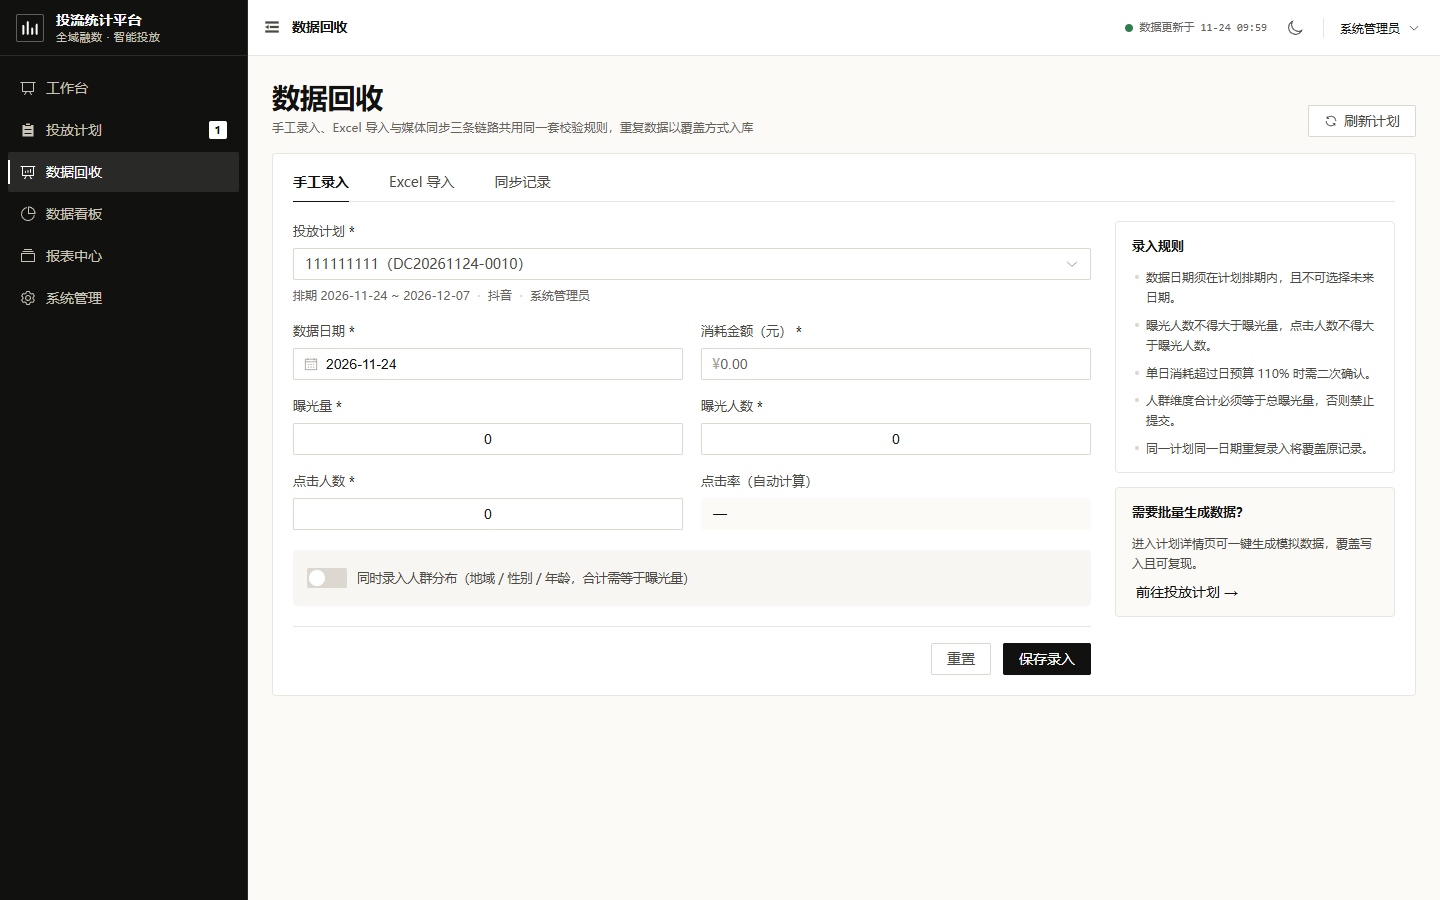 投流统计平台
全域融数 · 智能投放
工作台
投放计划
1
数据回收
数据看板
报表中心
系统管理
数据回收
数据更新于 11-24 09:59
系统管理员
数据回收
手工录入、Excel 导入与媒体同步三条链路共用同一套校验规则，重复数据以覆盖方式入库
刷新计划
手工录入
Excel 导入
同步记录
投放计划 *
111111111（DC20261124-0010）
排期 2026-11-24 ~ 2026-12-07 · 抖音 · 系统管理员
数据日期 *
消耗金额（元） *
2026-11-24
¥0.00
曝光量 *
曝光人数 *
0
0
点击人数 *
点击率（自动计算）
0
—
同时录入人群分布（地域 / 性别 / 年龄，合计需等于曝光量）
重置
保存录入
录入规则
数据日期须在计划排期内，且不可选择未来
日期。
曝光人数不得大于曝光量，点击人数不得大
于曝光人数。
单日消耗超过日预算 110% 时需二次确认。
人群维度合计必须等于总曝光量，否则禁止
提交。
同一计划同一日期重复录入将覆盖原记录。
需要批量生成数据？
进入计划详情页可一键生成模拟数据，覆盖写
入且可复现。
前往投放计划 →